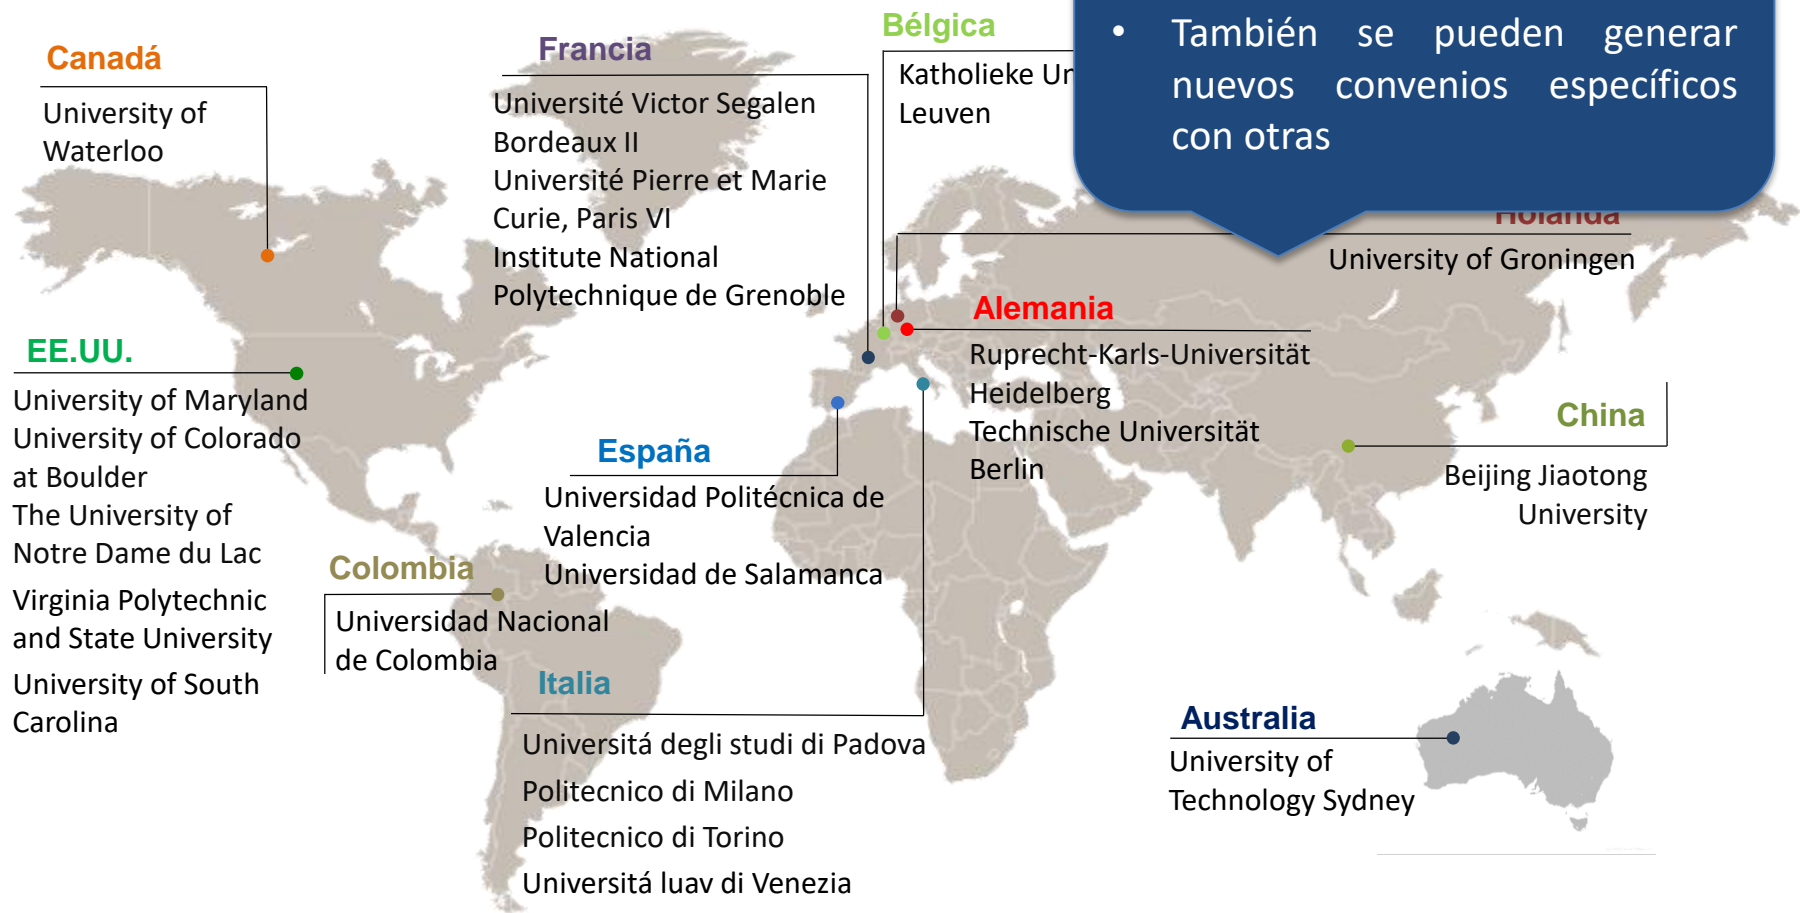 Canadá
University of
Waterloo
Francia
Université Victor Segalen
Bordeaux II
Université Pierre et Marie
Curie, Paris VI
Institute National
Polytechnique de Grenoble
Bélgica
Katholieke
Leuven
• También se pueden generar
nuevos convenios específicos
con otras
Holanda
University of Groningen
Alemania
Ruprecht-Karls-Universität
Heidelberg
Technische Universität
Berlin
EE.UU.
University of Maryland
University of Colorado
at Boulder
The University of
Notre Dame du Lac
Virginia Polytechnic
and State University
University of South
Carolina
España
Universidad Politécnica de
Valencia
Universidad de Salamanca
China
Beijing Jiaotong
University
Colombia
Universidad Nacional
de Colombia
Italia
Universitá degli studi di Padova
Politecnico di Milano
Politecnico di Torino
Universitá luav di Venezia
Australia
University of
Technology Sydney